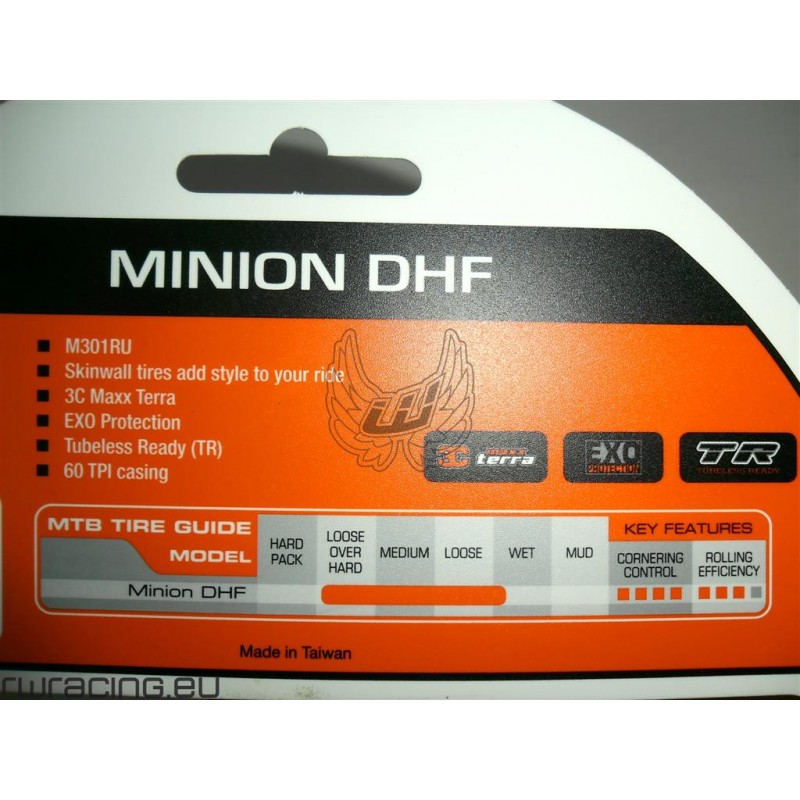 MINION DHF
M301RU
Skinwall tires add style to your ride
3C Maxx Terra
EXO Protection
Tubeless Ready (TR)
60 TPI casing
3C maxx terra
EXO PROTECTION
TR TUBELESS READY
MTB TIRE GUIDE
MODEL
HARD PACK
LOOSE OVER HARD
MEDIUM
LOOSE
WET
MUD
KEY FEATURES
CORNERING CONTROL
ROLLING EFFICIENCY
Minion DHF
Made in Taiwan
rwracing.eu